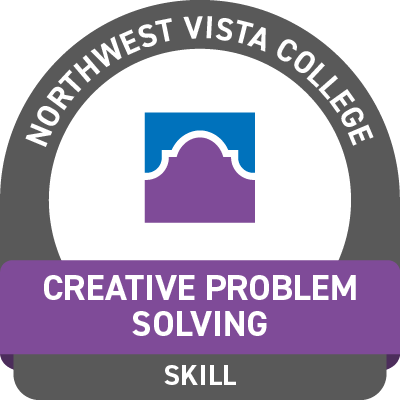 NORTHWEST VISTA COLLEGE
CREATIVE PROBLEM
SOLVING
SKILL